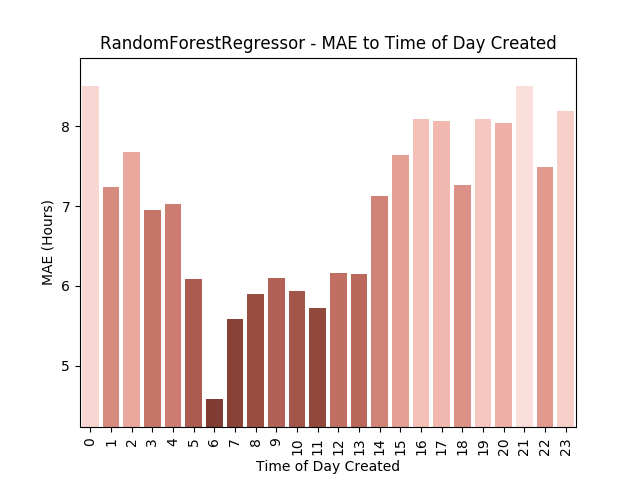 RandomForestRegressor - MAE to Time of Day Created
MAE (Hours)
8
7
6
5
0 1 2 3 4 5 6 7 8 9 10 11 12 13 14 15 16 17 18 19 20 21 22 23
Time of Day Created